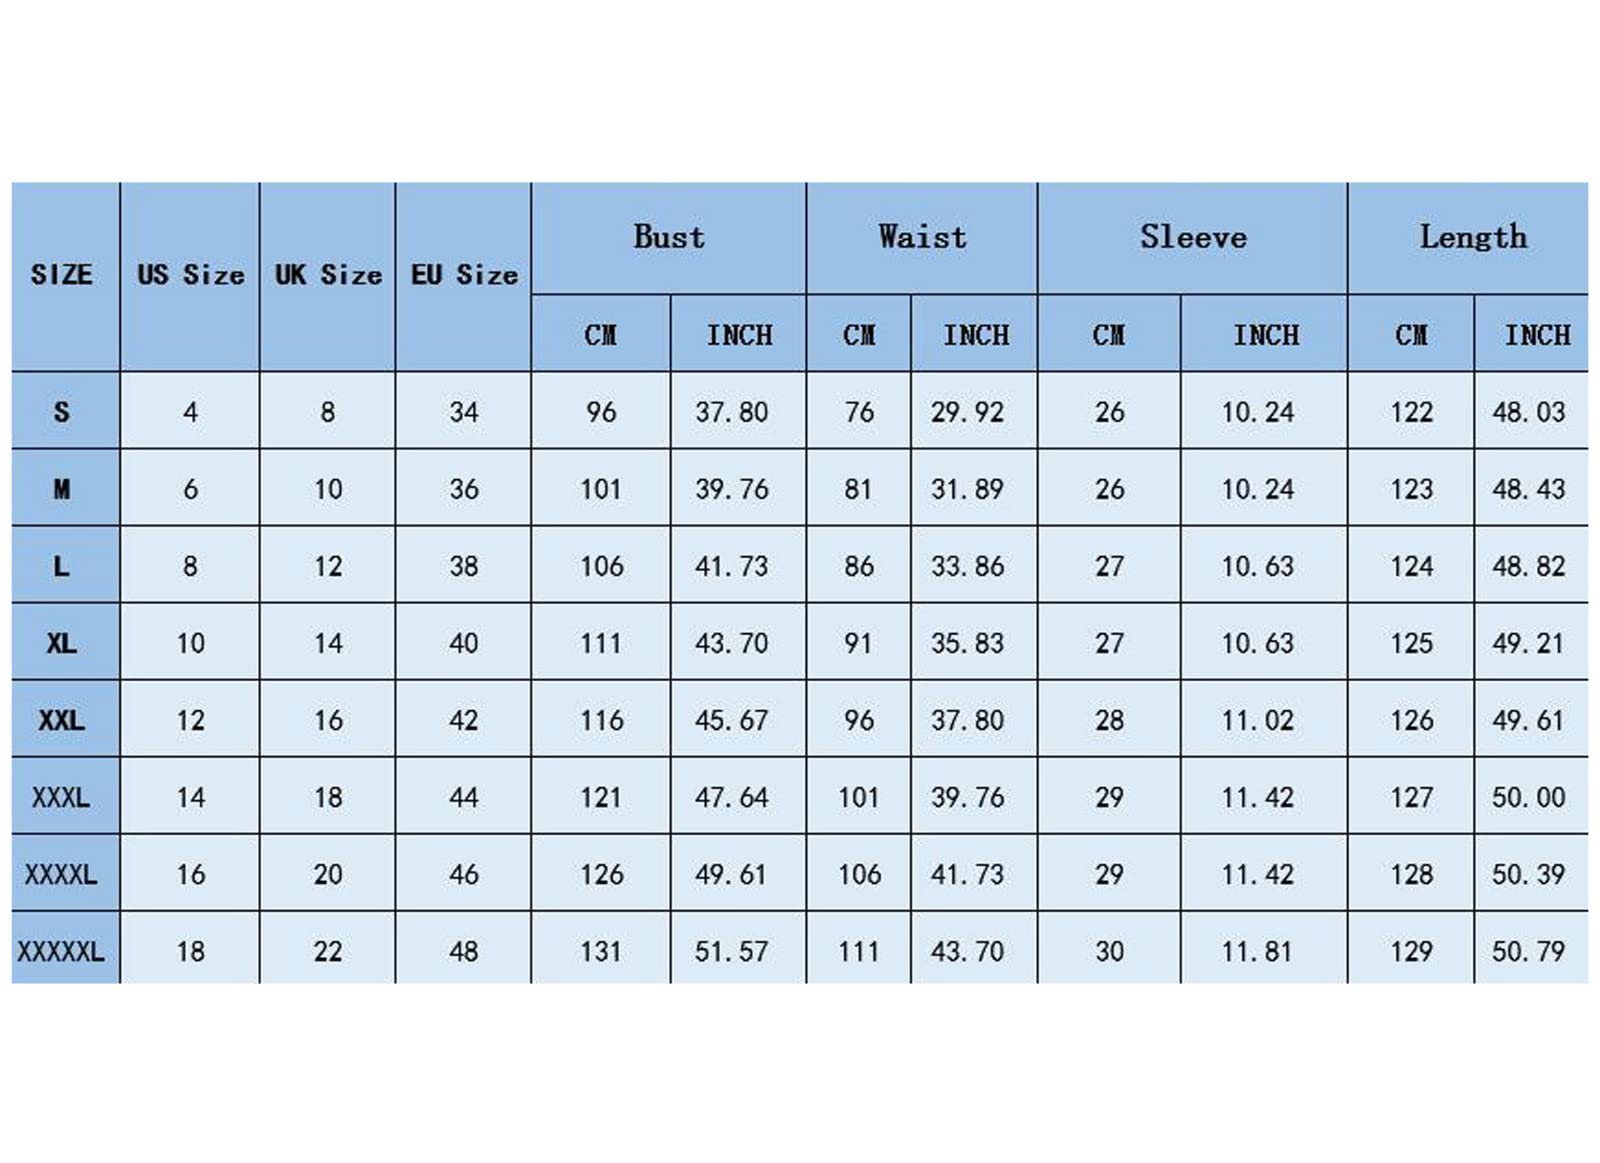 SIZE US Size UK Size EU Size Bust Waist Sleeve Length
CM INCH CM INCH CM INCH CM INCH
S 4 8 34 96 37.80 76 29.92 26 10.24 122 48.03
M 6 10 36 101 39.76 81 31.89 26 10.24 123 48.43
L 8 12 38 106 41.73 86 33.86 27 10.63 124 48.82
XL 10 14 40 111 43.70 91 35.83 27 10.63 125 49.21
XXL 12 16 42 116 45.67 96 37.80 28 11.02 126 49.61
XXXL 14 18 44 121 47.64 101 39.76 29 11.42 127 50.00
XXXXL 16 20 46 126 49.61 106 41.73 29 11.42 128 50.39
XXXXXL 18 22 48 131 51.57 111 43.70 30 11.81 129 50.79